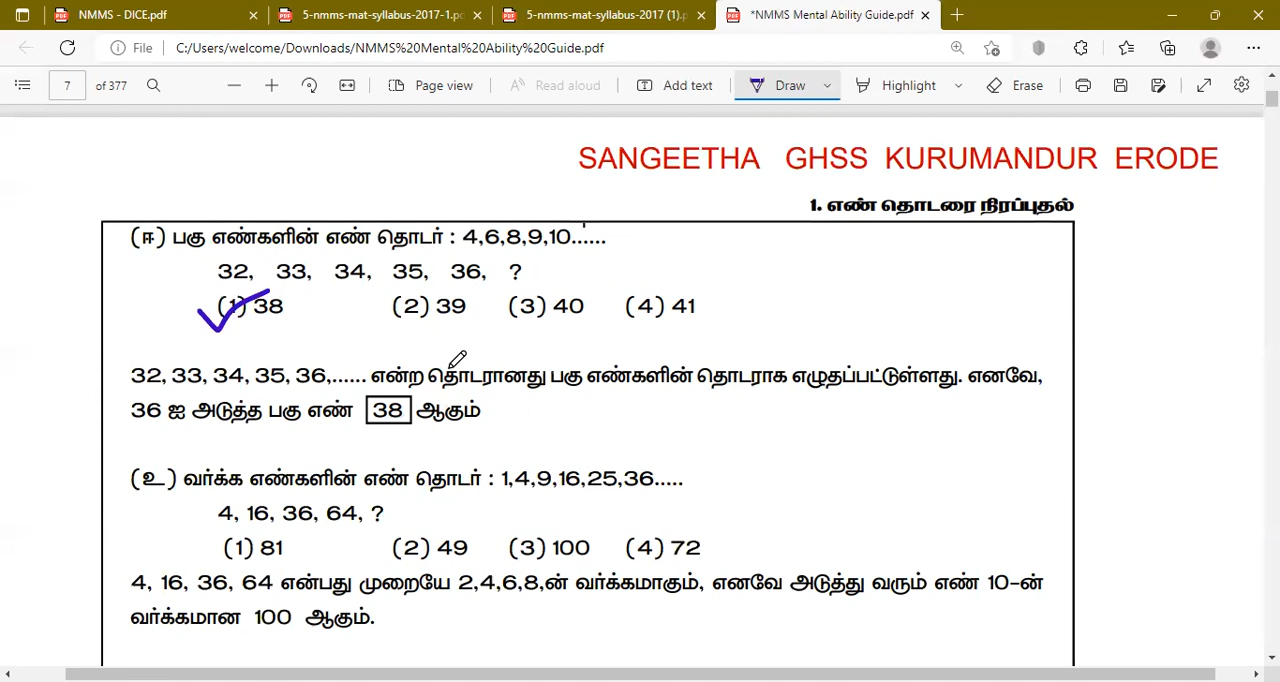 NMMS - DICE.pdf
5-nmms-mat-syllabus-2017-1.p
5-nmms-mat-syllabus-2017 (1).p
*NMMS Mental Ability Guide.pdf
File C:/Users/welcome/Downloads/NMMS%20Mental%20Ability%20Guide.pdf
7 of 377 Page view Read aloud Add text Draw Highlight Erase
SANGEETHA GHSS KURUMANDUR ERODE
1. எண் தொடரை நிரப்புதல்
(ஈ) பகு எண்களின் எண் தொடர் : 4,6,8,9,10......
32, 33, 34, 35, 36, ?
(1) 38 (2) 39 (3) 40 (4) 41
32, 33, 34, 35, 36,...... என்ற தொடரானது பகு எண்களின் தொடராக எழுதப்பட்டுள்ளது. எனவே,
36 ஐ அடுத்த பகு எண் 38 ஆகும்
(உ) வர்க்க எண்களின் எண் தொடர் : 1,4,9,16,25,36.....
4, 16, 36, 64, ?
(1) 81 (2) 49 (3) 100 (4) 72
4, 16, 36, 64 என்பது முறையே 2,4,6,8,ன் வர்க்கமாகும், எனவே அடுத்து வரும் எண் 10-ன்
வர்க்கமான 100 ஆகும்.